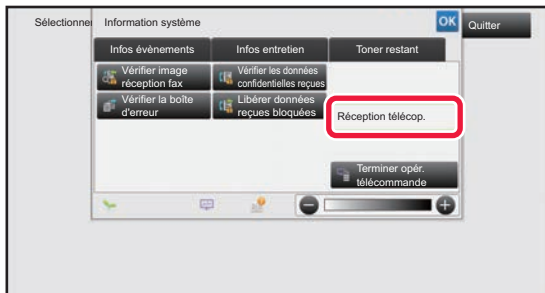 Sélectionne
Information système
OK
Quitter
Infos évènements
Infos entretien
Toner restant
Vérifier image
réception fax
Vérifier les données
confidentielles reçues
Vérifier la boîte
d'erreur
Libérer données
reçues bloquées
Réception télécop.
Terminer opér.
télécommande